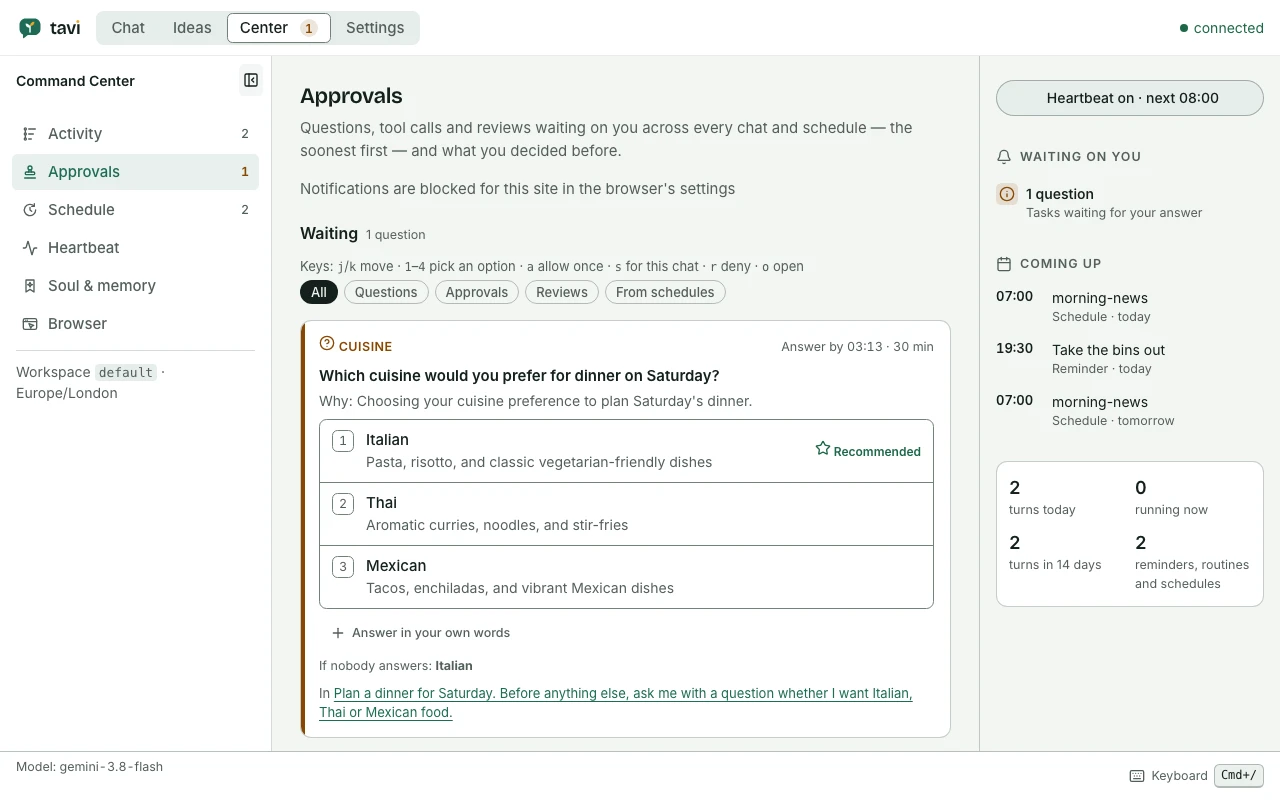 tavi
Chat
Ideas
Center 1
Settings
connected
Command Center
Activity 2
Approvals 1
Schedule 2
Heartbeat
Soul & memory
Browser
Workspace default ·
Europe/London
Approvals
Questions, tool calls and reviews waiting on you across every chat and schedule — the
soonest first — and what you decided before.
Notifications are blocked for this site in the browser's settings
Waiting 1 question
Keys: j/k move · 1–4 pick an option · a allow once · s for this chat · r deny · o open
All
Questions
Approvals
Reviews
From schedules
CUISINE
Answer by 03:13 · 30 min
Which cuisine would you prefer for dinner on Saturday?
Why: Choosing your cuisine preference to plan Saturday's dinner.
1 Italian
Pasta, risotto, and classic vegetarian-friendly dishes
Recommended
2 Thai
Aromatic curries, noodles, and stir-fries
3 Mexican
Tacos, enchiladas, and vibrant Mexican dishes
Answer in your own words
If nobody answers: Italian
In Plan a dinner for Saturday. Before anything else, ask me with a question whether I want Italian,
Thai or Mexican food.
Heartbeat on · next 08:00
WAITING ON YOU
1 question
Tasks waiting for your answer
COMING UP
07:00 morning-news
Schedule · today
19:30 Take the bins out
Reminder · today
07:00 morning-news
Schedule · tomorrow
2
turns today
0
running now
2
turns in 14 days
2
reminders, routines
and schedules
Model: gemini-3.8-flash
Keyboard Cmd+/